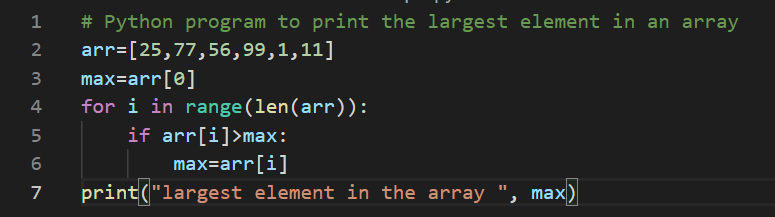 1 # Python program to print the largest element in an array
2 arr=[25,77,56,99,1,11]
3 max=arr[0]
4 for i in range(len(arr)):
5     if arr[i]>max:
6         max=arr[i]
7 print("largest element in the array ", max)